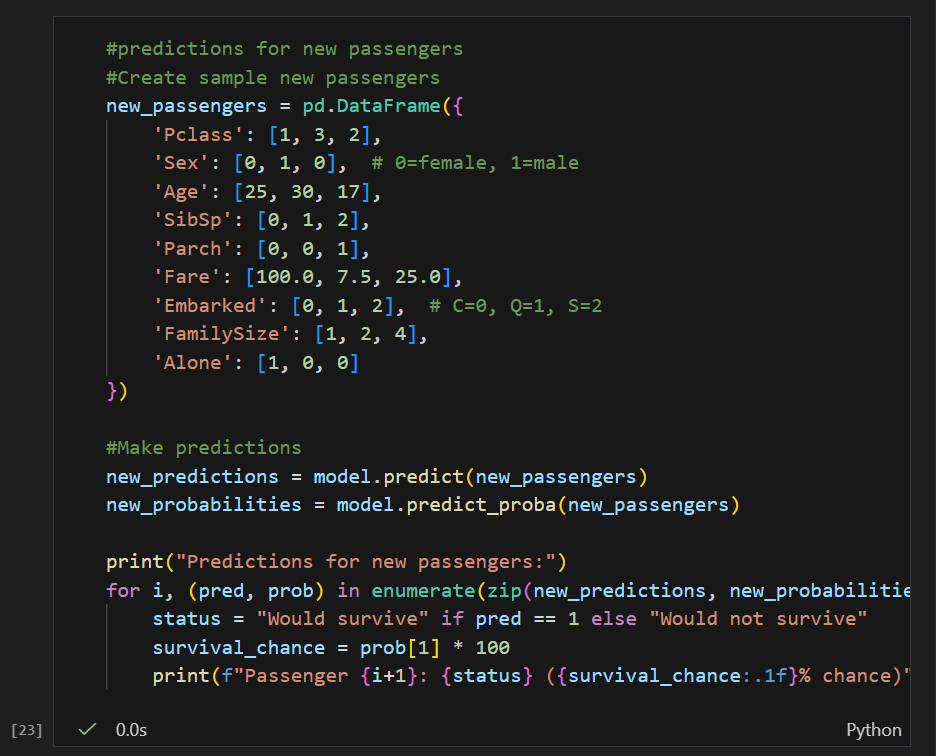 #predictions for new passengers
#Create sample new passengers
new_passengers = pd.DataFrame({
    'Pclass': [1, 3, 2],
    'Sex': [0, 1, 0],  # 0=female, 1=male
    'Age': [25, 30, 17],
    'SibSp': [0, 1, 2],
    'Parch': [0, 0, 1],
    'Fare': [100.0, 7.5, 25.0],
    'Embarked': [0, 1, 2],  # C=0, Q=1, S=2
    'FamilySize': [1, 2, 4],
    'Alone': [1, 0, 0]
})
#Make predictions
new_predictions = model.predict(new_passengers)
new_probabilities = model.predict_proba(new_passengers)
print("Predictions for new passengers:")
for i, (pred, prob) in enumerate(zip(new_predictions, new_probabilitie
    status = "Would survive" if pred == 1 else "Would not survive"
    survival_chance = prob[1] * 100
    print(f"Passenger {i+1}: {status} ({survival_chance:.1f}% chance)"
[23]
0.0s
Python